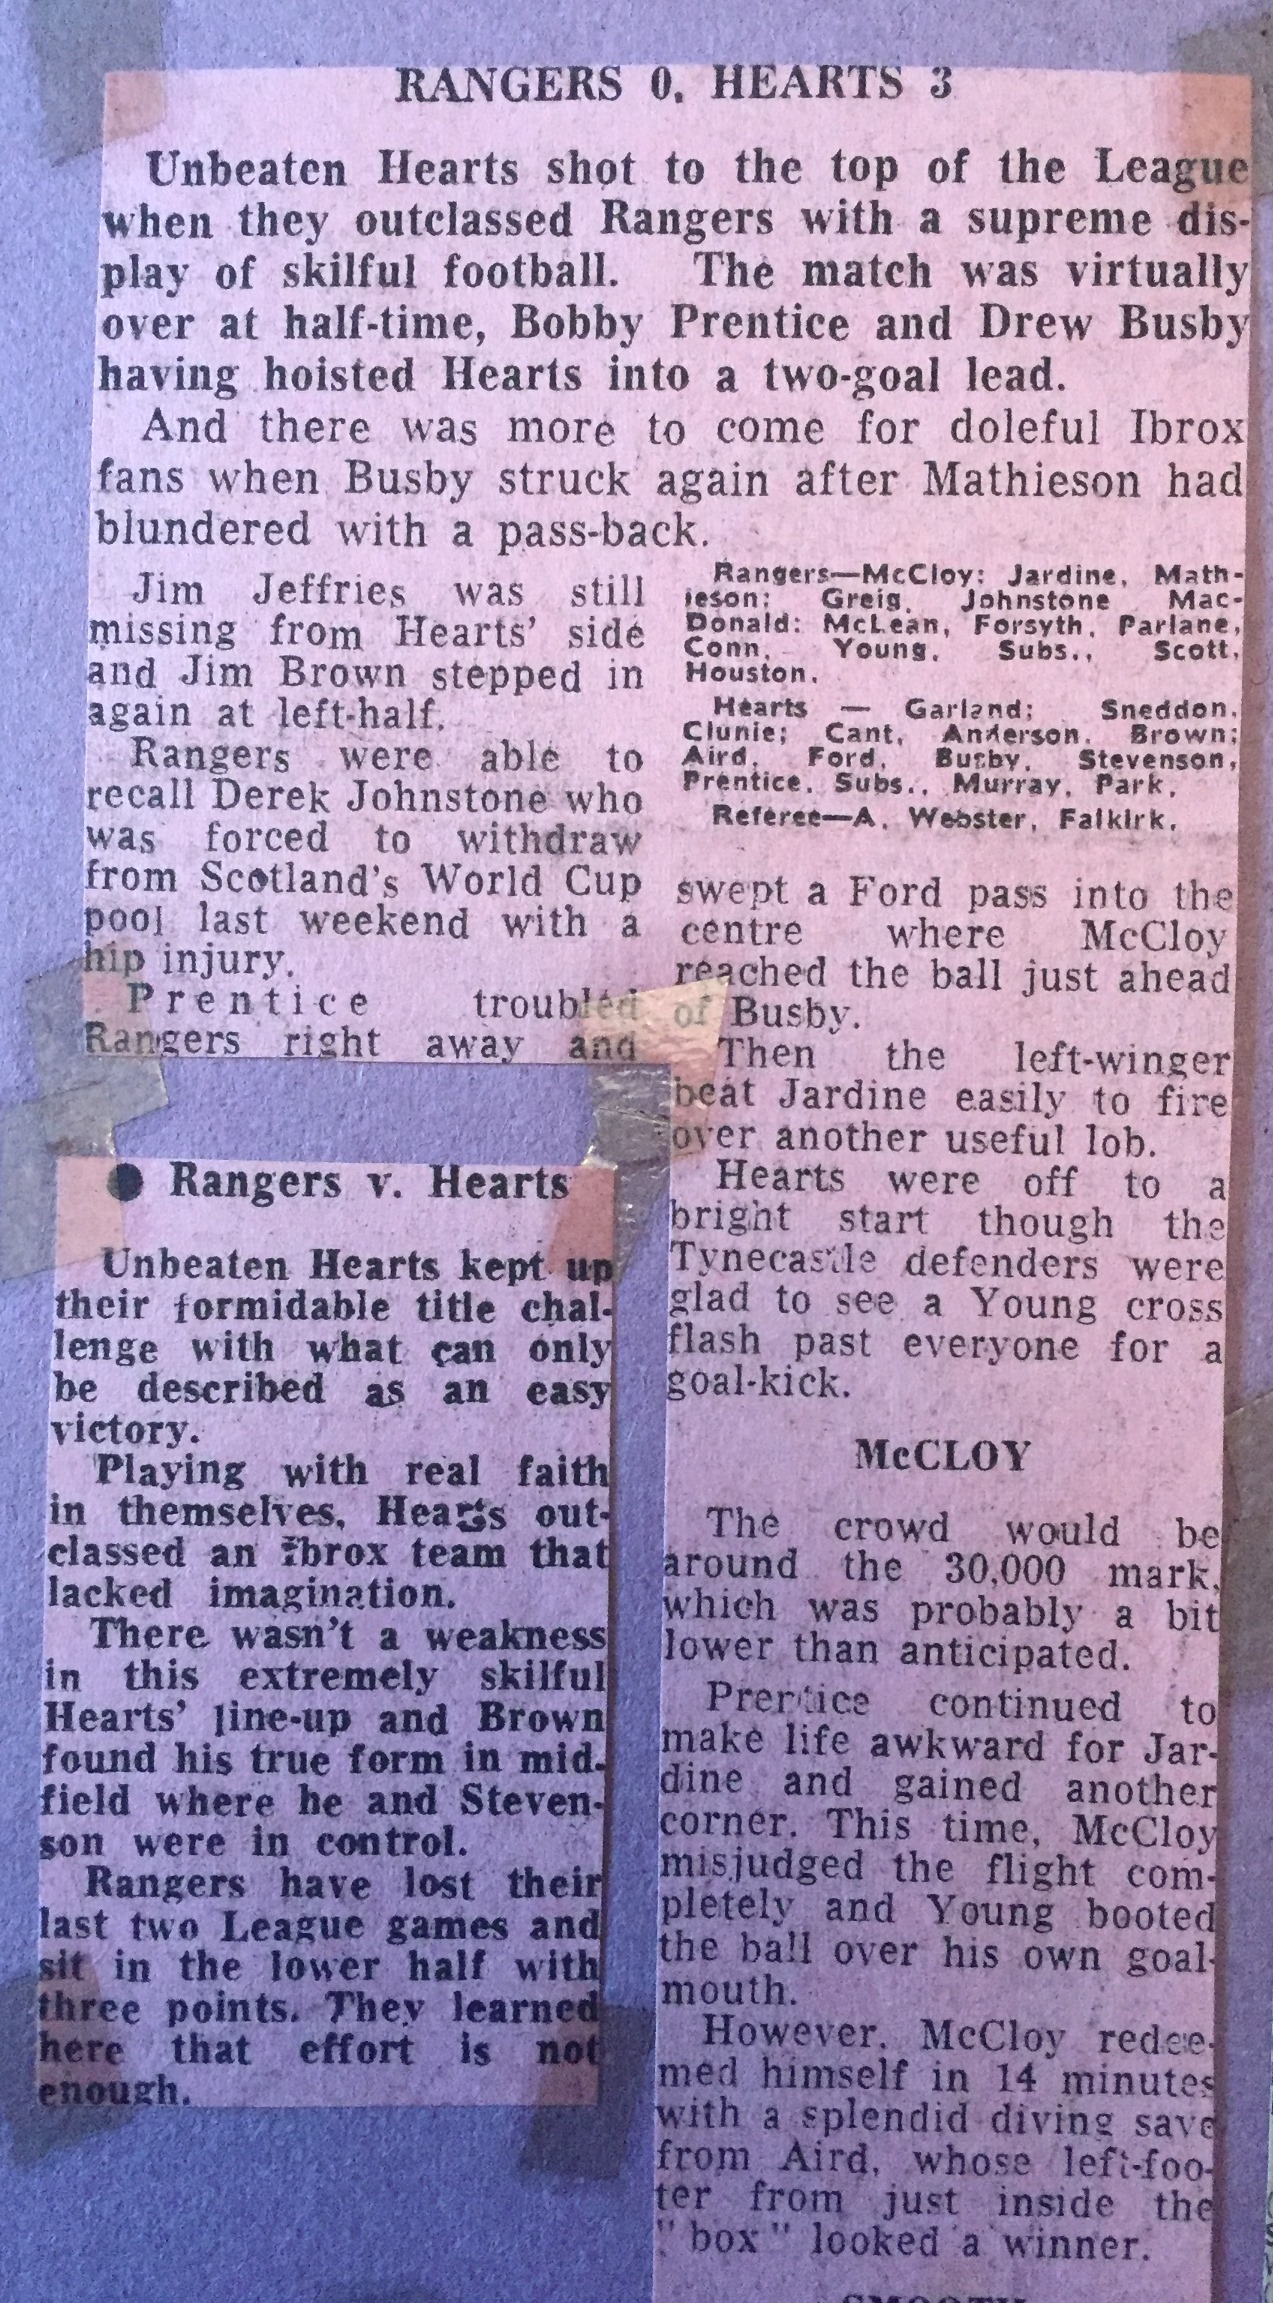 RANGERS 0, HEARTS 3
Unbeaten Hearts shot to the top of the League
when they outclassed Rangers with a supreme dis-
play of skilful football. The match was virtually
over at half-time, Bobby Prentice and Drew Busby
having hoisted Hearts into a two-goal lead.
And there was more to come for doleful Ibrox
fans when Busby struck again after Mathieson had
blundered with a pass-back.
Jim Jeffries was still
missing from Hearts' side
and Jim Brown stepped in
again at left-half.
Rangers were able to
recall Derek Johnstone who
was forced to withdraw
from Scotland's World Cup
pool last weekend with a
hip injury.
Prentice troubled
Rangers right away and
Rangers—McCloy; Jardine, Math-
ieson; Greig, Johnstone Mac-
Donald; McLean, Forsyth, Parlane,
Conn, Young, Subs., Scott,
Houston.
Hearts — Garland; Sneddon,
Clunie; Cant, Anderson, Brown;
Aird, Ford, Busby, Stevenson,
Prentice. Subs., Murray, Park.
Referee—A. Webster, Falkirk.
swept a Ford pass into the
centre where McCloy
reached the ball just ahead
of Busby.
Then the left-winger
beat Jardine easily to fire
over another useful lob.
Hearts were off to a
bright start though the
Tynecastle defenders were
glad to see a Young cross
flash past everyone for a
goal-kick.
McCLOY
The crowd would be
around the 30,000 mark,
which was probably a bit
lower than anticipated.
Prentice continued to
make life awkward for Jar-
dine and gained another
corner. This time, McCloy
misjudged the flight com-
pletely and Young booted
the ball over his own goal-
mouth.
However, McCloy redee-
med himself in 14 minutes
with a splendid diving save
from Aird, whose left-foo-
ter from just inside the
"box" looked a winner.
SMOOTH
● Rangers v. Hearts
Unbeaten Hearts kept up
their formidable title chal-
lenge with what can only
be described as an easy
victory.
Playing with real faith
in themselves, Hearts out-
classed an Ibrox team that
lacked imagination.
There wasn't a weakness
in this extremely skilful
Hearts' line-up and Brown
found his true form in mid-
field where he and Steven-
son were in control.
Rangers have lost their
last two League games and
sit in the lower half with
three points. They learned
here that effort is not
enough.